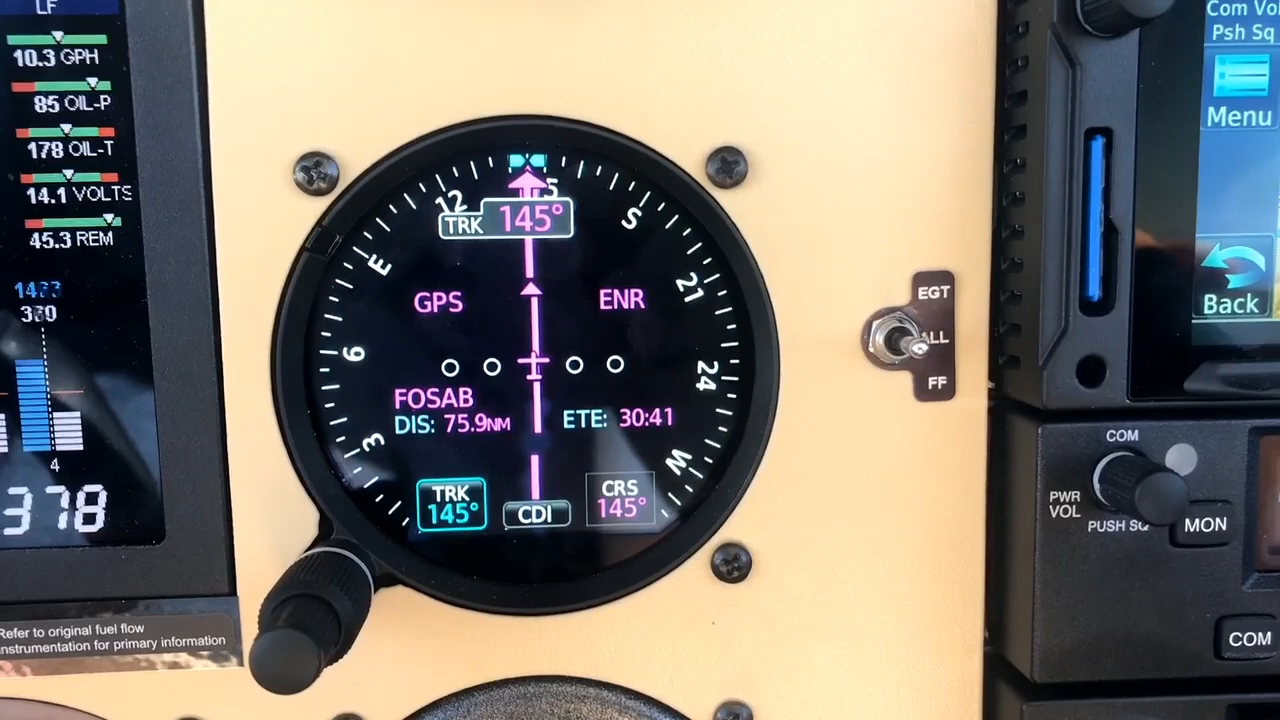 LF
10.3 GPH
85 OIL-P
178 OIL-T
14.1 VOLTS
45.3 REM
4
378
Refer to original fuel flow
instrumentation for primary information
12
5
S
TRK 145°
E
21
GPS
ENR
6
24
FOSAB
DIS: 75.9NM
ETE: 30:41
3
W
TRK
145°
CDI
CRS
145°
EGT
ALL
FF
Com Vo
Psh Sq
Menu
Back
COM
PWR
VOL
PUSH SQ
MON
COM